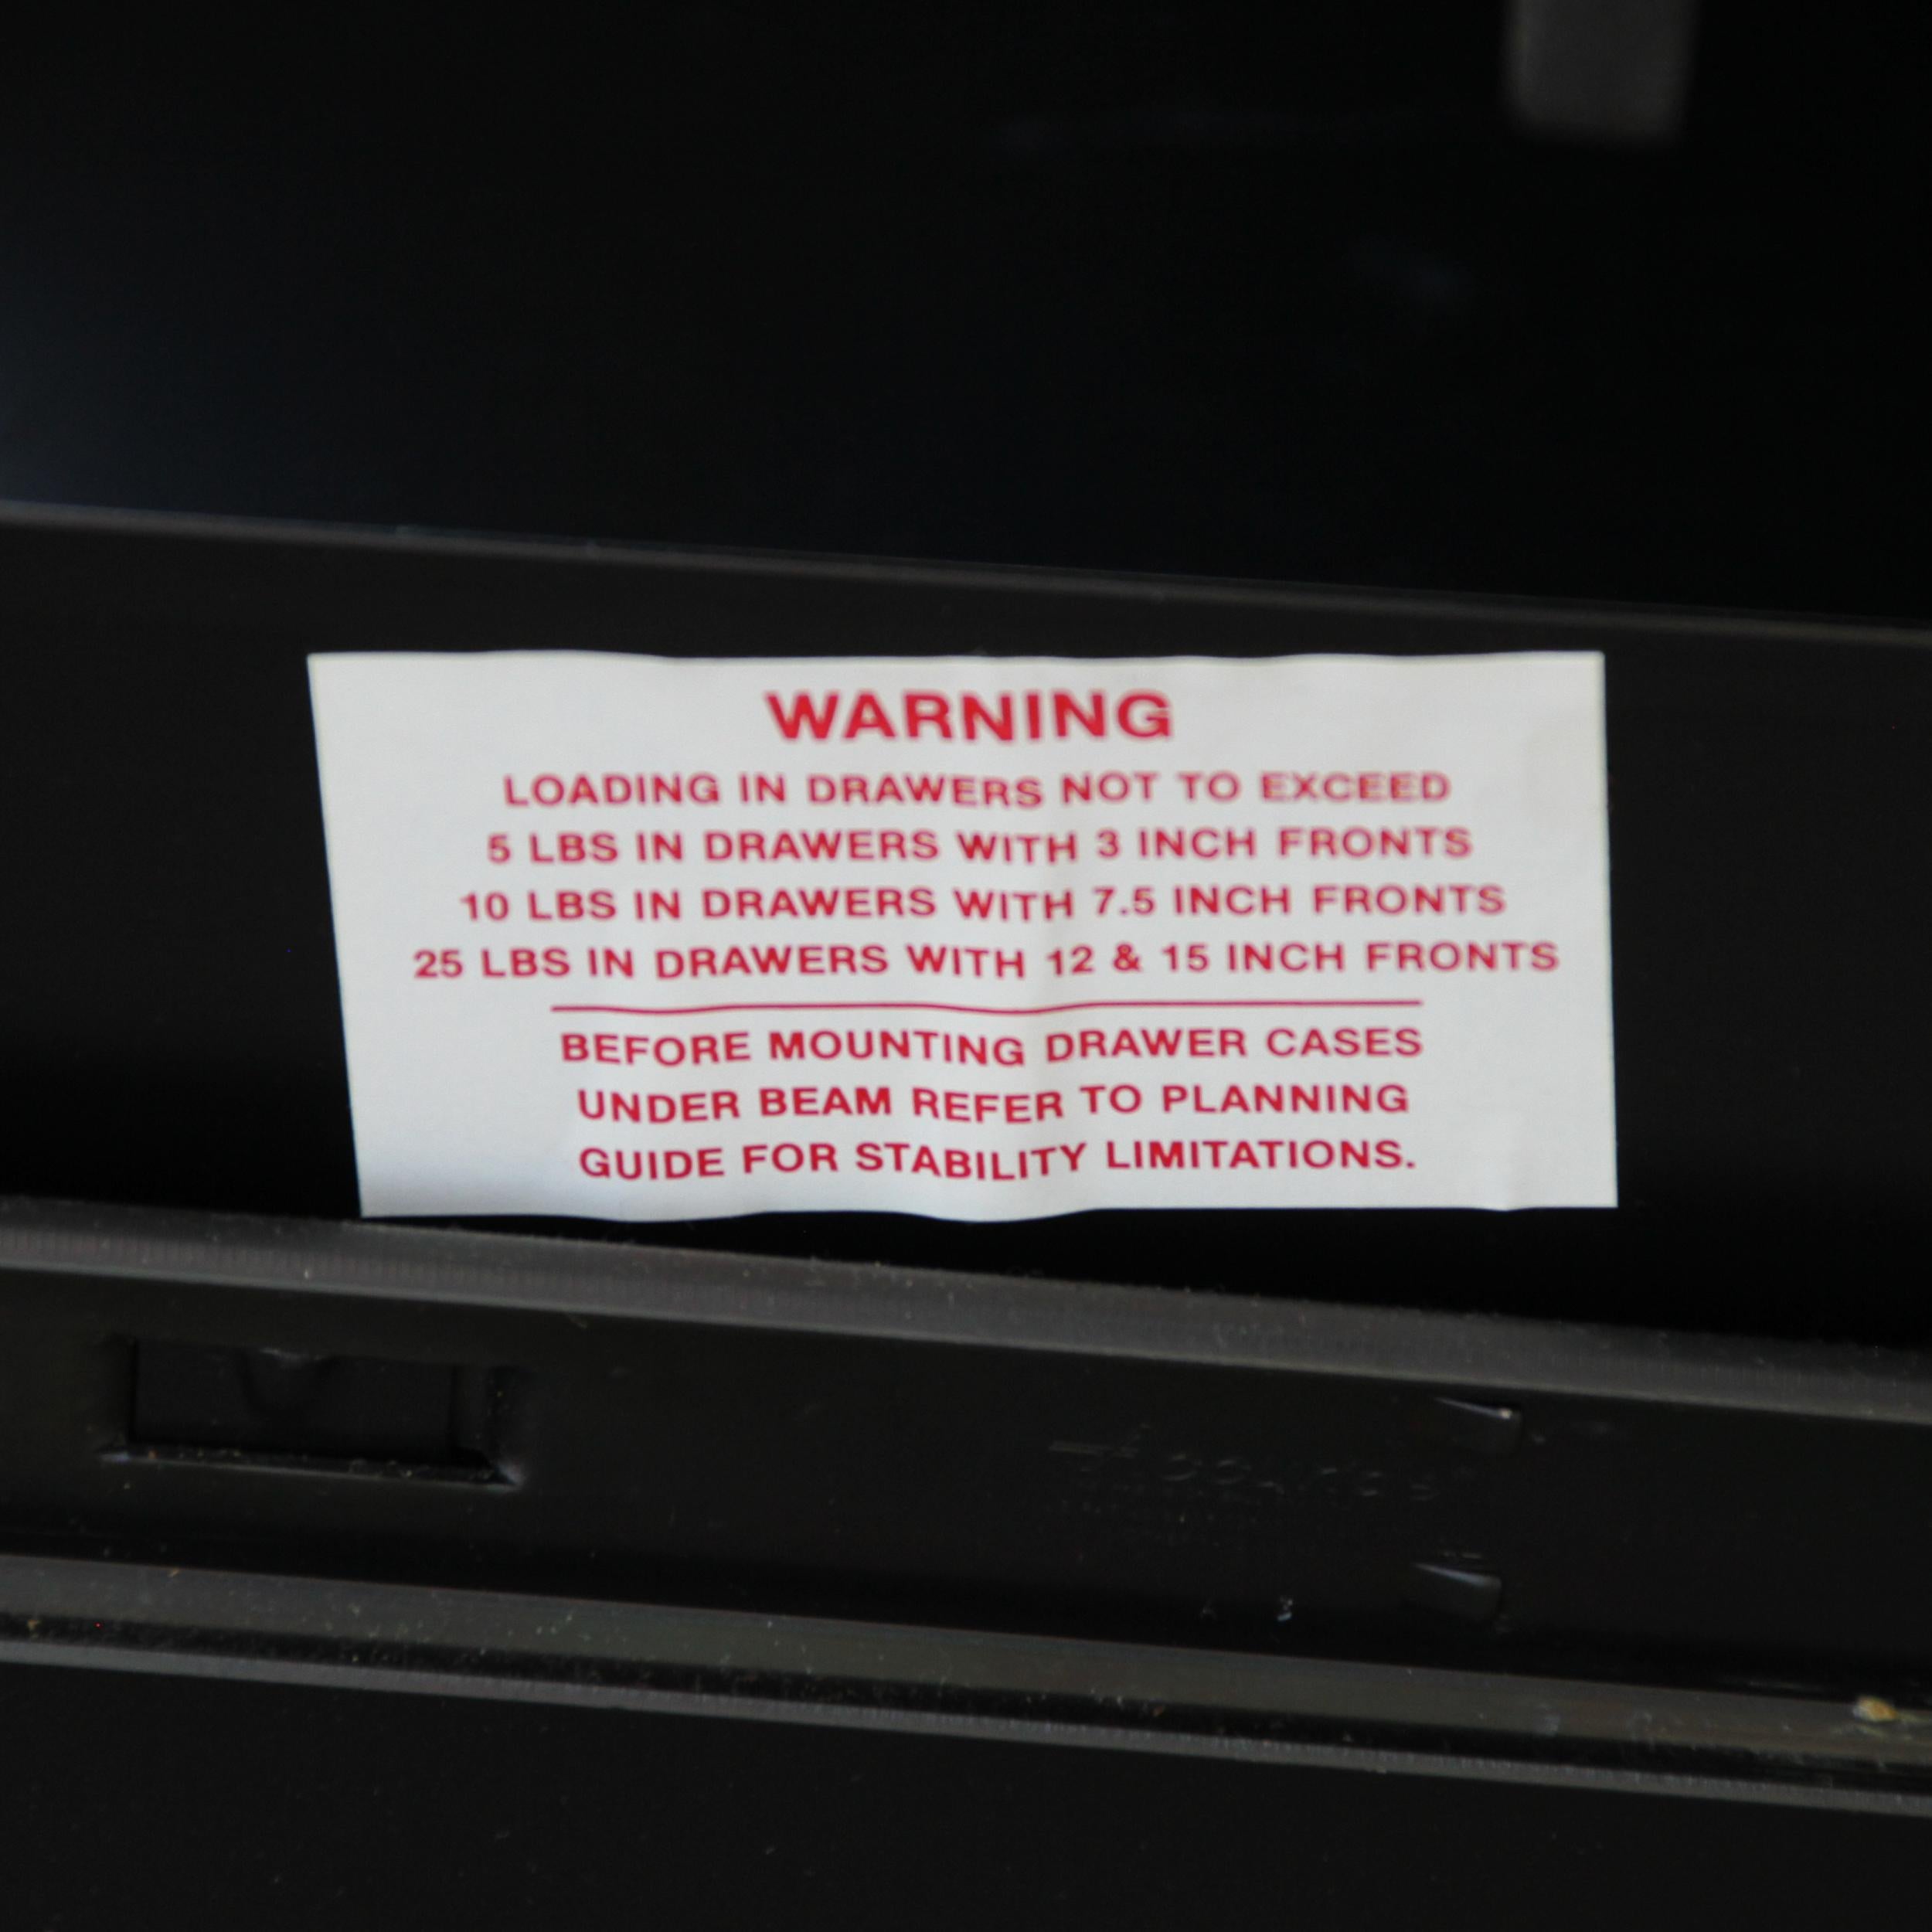 WARNING
LOADING IN DRAWERS NOT TO EXCEED
5 LBS IN DRAWERS WITH 3 INCH FRONTS
10 LBS IN DRAWERS WITH 7.5 INCH FRONTS
25 LBS IN DRAWERS WITH 12 & 15 INCH FRONTS
BEFORE MOUNTING DRAWER CASES
UNDER BEAM REFER TO PLANNING
GUIDE FOR STABILITY LIMITATIONS.